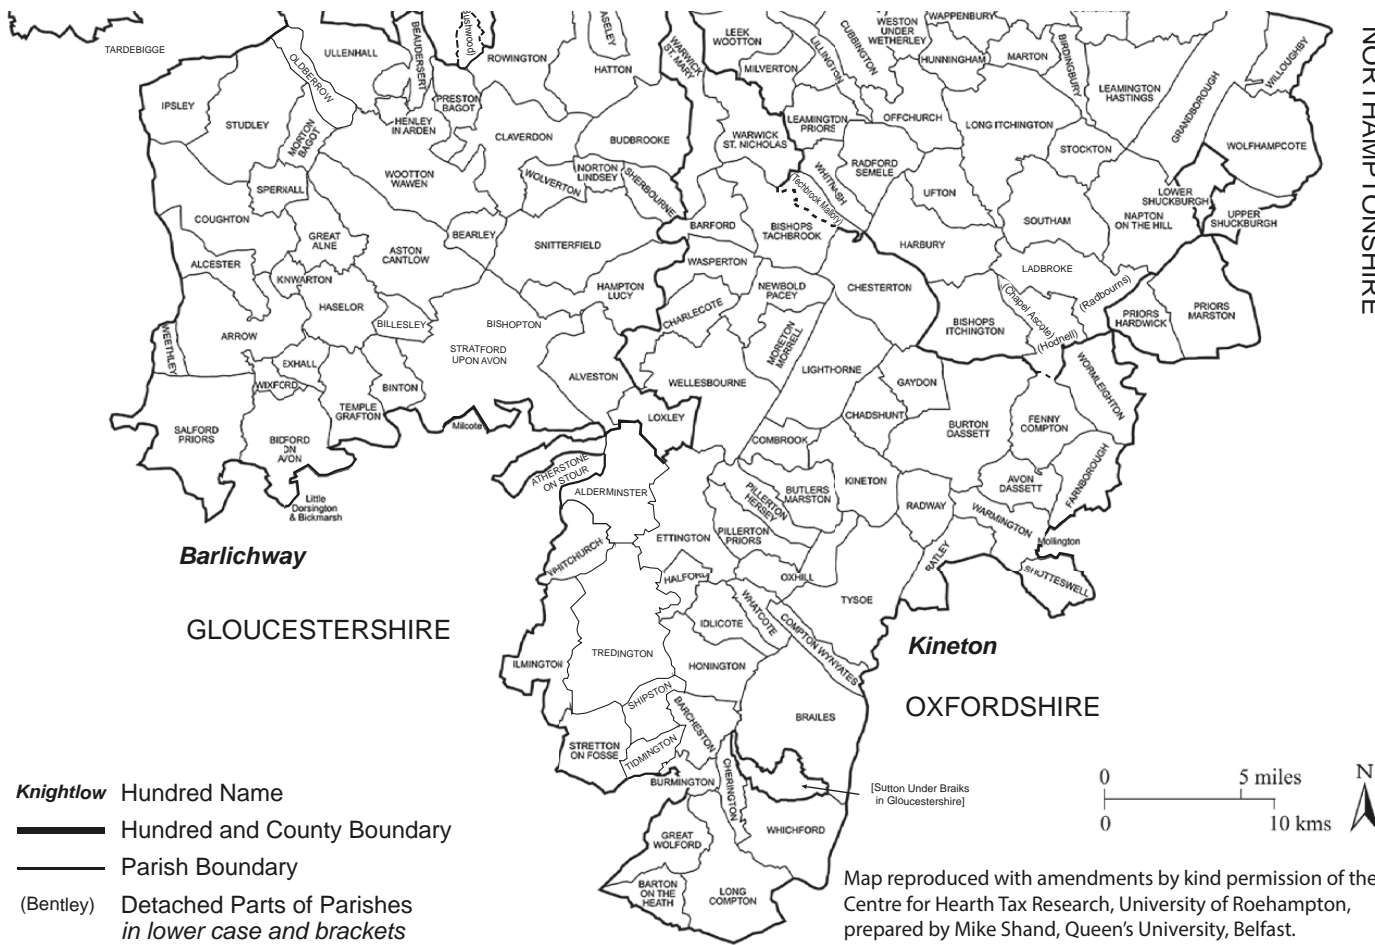 TARDEBIGGE
ULLENHALL
OLDBERROW
BEAUDESERT
ROWINGTON
HATTON
WARWICK
ST. MARY
LEEK
WOOTTON
MILVERTON
LILLINGTON
CUBBINGTON
WESTON
UNDER
WETHERLEY
WAPPENBURY
HUNNINGHAM
MARTON
BIRDINGBURY
LEAMINGTON
HASTINGS
GRANDBOROUGH
WILLOUGHBY
NORTHAMPTONSHIRE
IPSLEY
STUDLEY
MORTON
BAGOT
HENLEY
IN ARDEN
PRESTON
BAGOT
CLAVERDON
BUDBROOKE
WARWICK
ST. NICHOLAS
LEAMINGTON
PRIORS
OFFCHURCH
LONG ITCHINGTON
STOCKTON
WOLFHAMPCOTE
SPERNALL
WOOTTON
WAWEN
WOLVERTON
NORTON
LINDSEY
SHERBOURNE
(Techbrook Mallory)
WHITNASH
RADFORD
SEMELE
UFTON
LOWER
SHUCKBURGH
UPPER
SHUCKBURGH
COUGHTON
GREAT
ALNE
ASTON
CANTLOW
BEARLEY
SNITTERFIELD
BARFORD
BISHOPS
TACHBROOK
HARBURY
SOUTHAM
NAPTON
ON THE HILL
ALCESTER
KNWARTON
HASELOR
HAMPTON
LUCY
WASPERTON
NEWBOLD
PACEY
CHESTERTON
LADBROKE
(Chapel Ascote)
(Radbourns)
(Hodnell)
PRIORS
HARDWICK
PRIORS
MARSTON
WEETHLEY
ARROW
BILLESLEY
BISHOPTON
STRATFORD
UPON AVON
CHARLECOTE
MORETON
MORRELL
BISHOPS
ITCHINGTON
EXHALL
WIXFORD
BINTON
ALVESTON
WELLESBOURNE
LIGHTHORNE
GAYDON
WORMLEIGHTON
SALFORD
PRIORS
BIDFORD
ON
AVON
TEMPLE
GRAFTON
Milcote
LOXLEY
CHADSHUNT
BURTON
DASSETT
FENNY
COMPTON
COMBROOK
ATHERSTONE
ON STOUR
ALDERMINSTER
PILLERTON
HERSEY
BUTLERS
MARSTON
KINETON
RADWAY
AVON
DASSETT
FARNBOROUGH
Little
Dorsington
& Bickmarsh
WARMINGTON
Barlichway
WHITCHURCH
ETTINGTON
PILLERTON
PRIORS
RATLEY
Mollington
HALFORD
OXHILL
TYSOE
SHOTTESWELL
GLOUCESTERSHIRE
IDLICOTE
WHATCOTE
COMPTON WYNYATES
Kineton
ILMINGTON
TREDINGTON
HONINGTON
OXFORDSHIRE
SHIPSTON
BARCHESTON
BRAILES
STRETTON
ON FOSSE
TIDMINGTON
BURMINGTON
CHERINGTON
[Sutton Under Braiks
in Gloucestershire]
WHICHFORD
GREAT
WOLFORD
BARTON
ON THE
HEATH
LONG
COMPTON
Knightlow Hundred Name
Hundred and County Boundary
Parish Boundary
(Bentley) Detached Parts of Parishes
in lower case and brackets
0 5 miles
0 10 kms
N
Map reproduced with amendments by kind permission of the
Centre for Hearth Tax Research, University of Roehampton,
prepared by Mike Shand, Queen's University, Belfast.